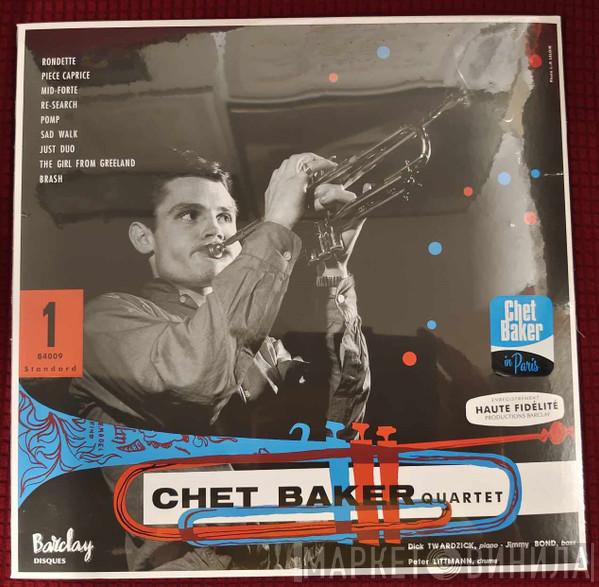 RONDETTE
PIECE CAPRICE
MID-FORTE
RE-SEARCH
POMP
SAD WALK
JUST DUO
THE GIRL FROM GREELAND
BRASH
1
84009
Standard
Chet
Baker
in Paris
ENREGISTREMENT
HAUTE FIDÉLITÉ
PRODUCTIONS BARCLAY
CHET BAKER QUARTET
Barclay
DISQUES
Dick TWARDZICK, piano - Jimmy BOND, bass
Peter LITTMANN, drums
МАРКЕТ ВИНИЛА